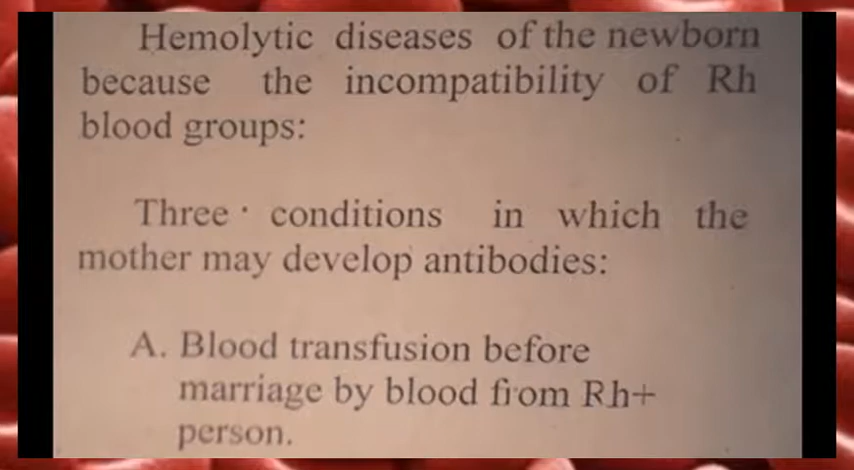 Hemolytic diseases of the newborn
because the incompatibility of Rh
blood groups:
Three conditions in which the
mother may develop antibodies:
A. Blood transfusion before
marriage by blood from Rh+
person.